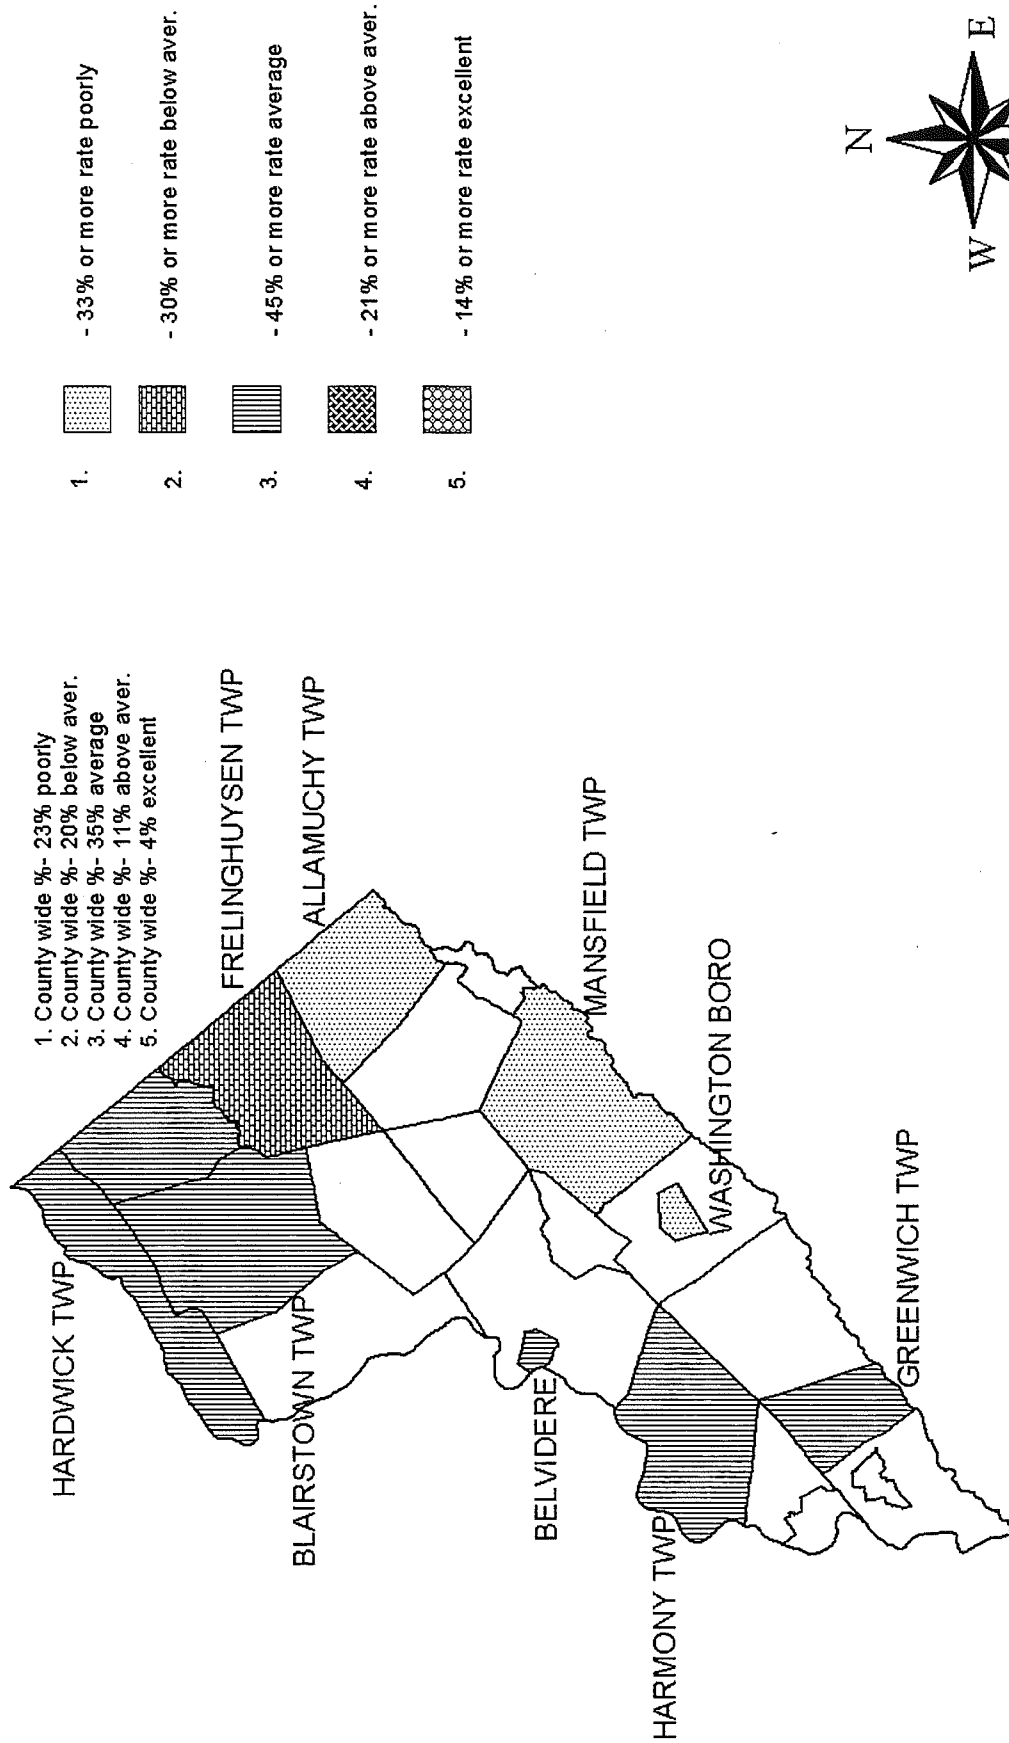 1. County wide %- 23% poorly
2. County wide %- 20% below aver.
3. County wide %- 35% average
4. County wide %- 11% above aver.
5. County wide %- 4% excellent
1. - 33% or more rate poorly
2. - 30% or more rate below aver.
3. - 45% or more rate average
4. - 21% or more rate above aver.
5. - 14% or more rate excellent
HARDWICK TWP
FRELINGHUYSEN TWP
ALLAMUCHY TWP
BLAIRSTOWN TWP
BELVIDERE
MANSFIELD TWP
HARMONY TWP
WASHINGTON BORO
GREENWICH TWP
N
W
E